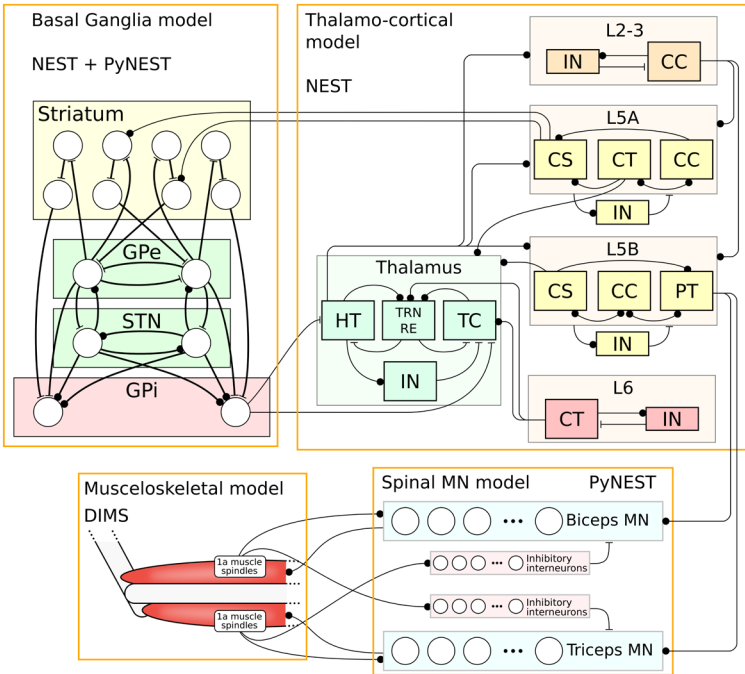 Basal Ganglia model
NEST + PyNEST
Striatum
GPe
STN
GPi
Thalamo-cortical
model
NEST
L2-3
IN
CC
L5A
CS
CT
CC
IN
L5B
CS
CC
PT
IN
Thalamus
HT
TRN
RE
TC
IN
L6
CT
IN
Musceloskeletal model
DIMS
1a muscle
spindles
1a muscle
spindles
Spinal MN model
PyNEST
Biceps MN
Inhibitory
interneurons
Inhibitory
interneurons
Triceps MN